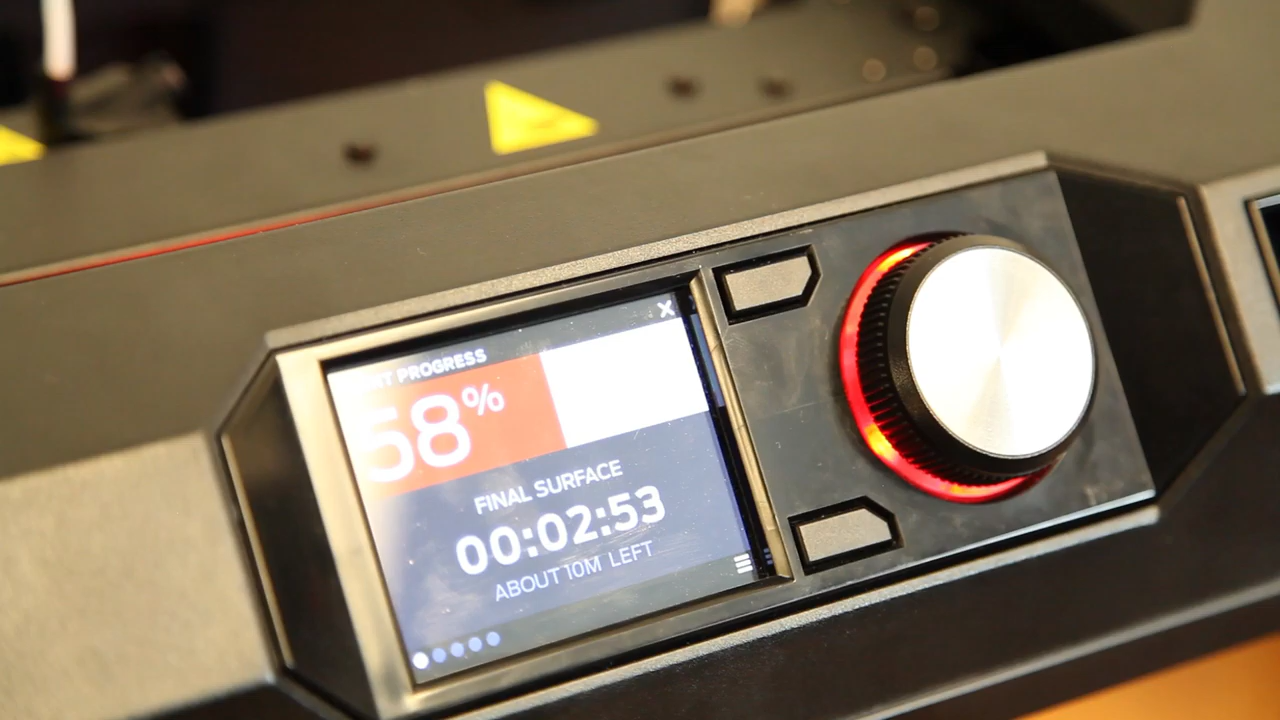 PROGRESS
58%
FINAL SURFACE
00:02:53
ABOUT 10M LEFT